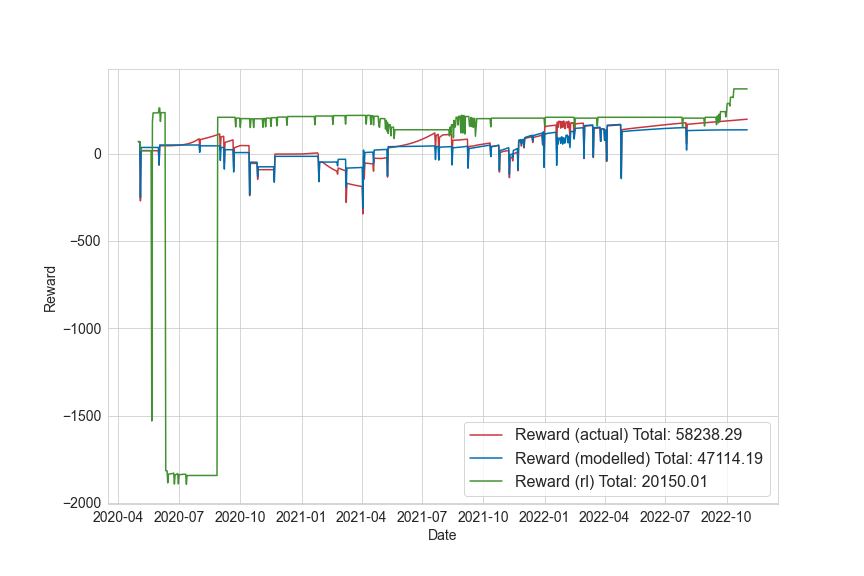 0
−500
−1000
−1500
−2000
Reward
Reward (actual) Total: 58238.29
Reward (modelled) Total: 47114.19
Reward (rl) Total: 20150.01
2020-04 2020-07 2020-10 2021-01 2021-04 2021-07 2021-10 2022-01 2022-04 2022-07 2022-10
Date